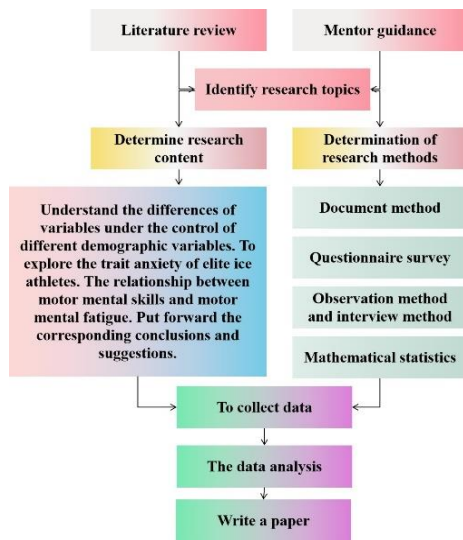 Literature review
Mentor guidance
Identify research topics
Determine research
content
Determination of
research methods
Understand the differences of
variables under the control of
different demographic variables. To
explore the trait anxiety of elite ice
athletes. The relationship between
motor mental skills and motor
mental fatigue. Put forward the
corresponding conclusions and
suggestions.
Document method
Questionnaire survey
Observation method
and interview method
Mathematical statistics
To collect data
The data analysis
Write a paper